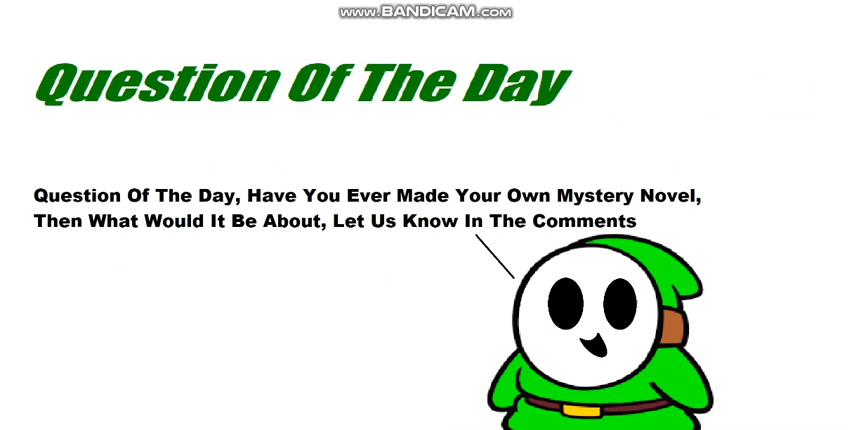 www.BANDICAM.com
Question Of The Day
Question Of The Day, Have You Ever Made Your Own Mystery Novel,
Then What Would It Be About, Let Us Know In The Comments